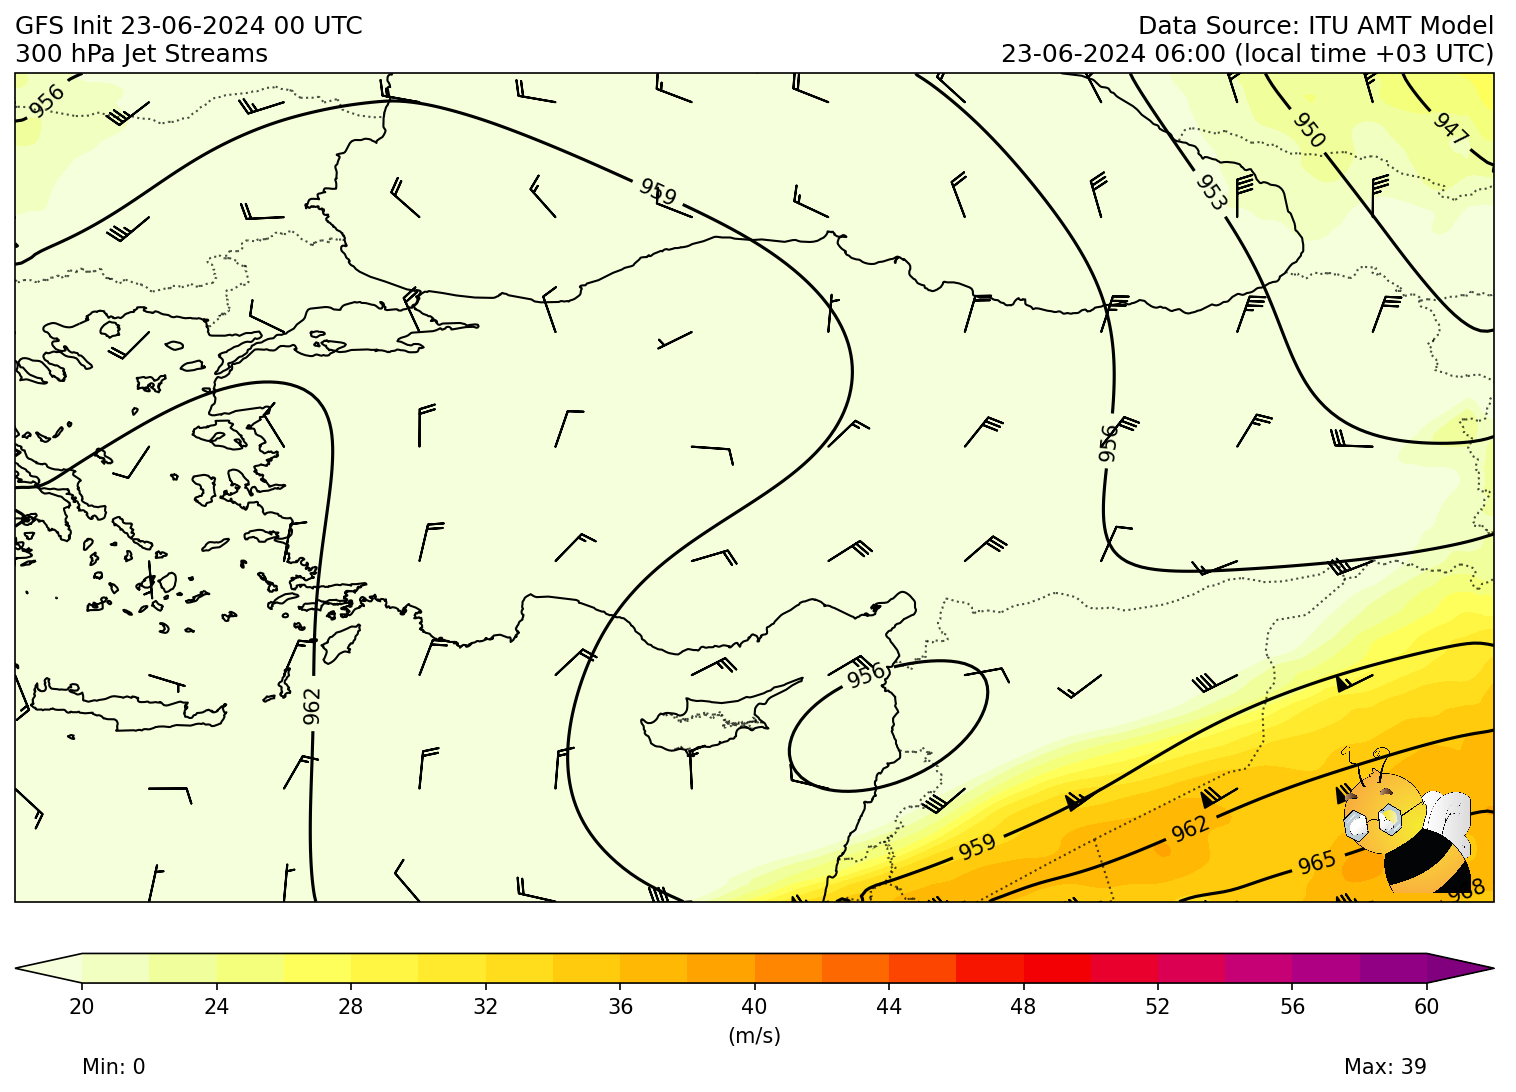 GFS Init 23-06-2024 00 UTC
300 hPa Jet Streams
Data Source: ITU AMT Model
23-06-2024 06:00 (local time +03 UTC)
956
950
947
959
953
956
956
962
959
962
965
968
20 24 28 32 36 40 44 48 52 56 60
(m/s)
Min: 0
Max: 39